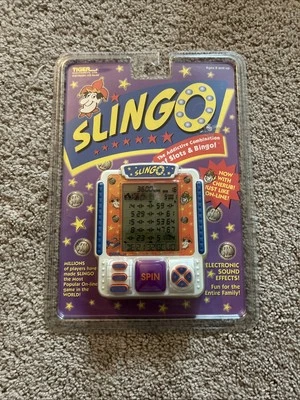 TIGER
SLINGO!
The Addictive Combination
of Slots & Bingo!
NOW
WITH
CHERUB!
JUST LIKE
ON-LINE!
SLINGO
SPIN
MILLIONS
of players have
made SLINGO
the Most
Popular On-line
game in the
WORLD!
ELECTRONIC
SOUND
EFFECTS!
Fun for the
Entire Family!